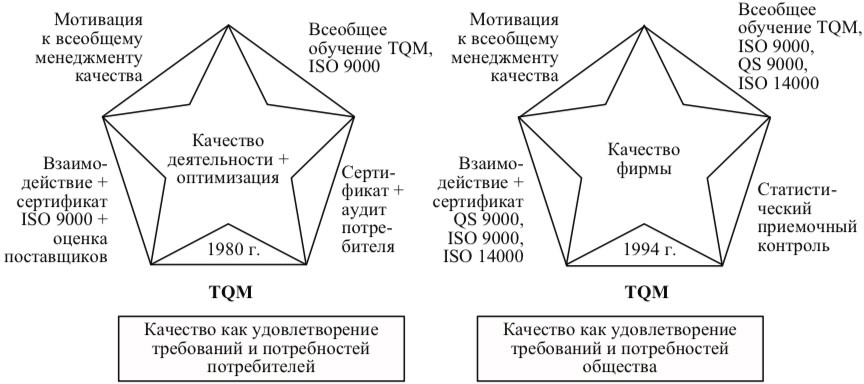 Мотивация
к всеобщему
менеджменту
качества
Всеобщее
обучение TQM,
ISO 9000
Качество
деятельности +
оптимизация
Взаимо-
действие +
сертификат
ISO 9000 +
оценка
поставщиков
Серти-
фикат +
аудит
потре-
бителя
1980 г.
TQM
Качество как удовлетворение
требований и потребностей
потребителей
Мотивация
к всеобщему
менеджменту
качества
Всеобщее
обучение TQM,
ISO 9000,
QS 9000,
ISO 14000
Качество
фирмы
Взаимо-
действие +
сертификат
QS 9000,
ISO 9000,
ISO 14000
Статисти-
ческий
приемочный
контроль
1994 г.
TQM
Качество как удовлетворение
требований и потребностей
общества